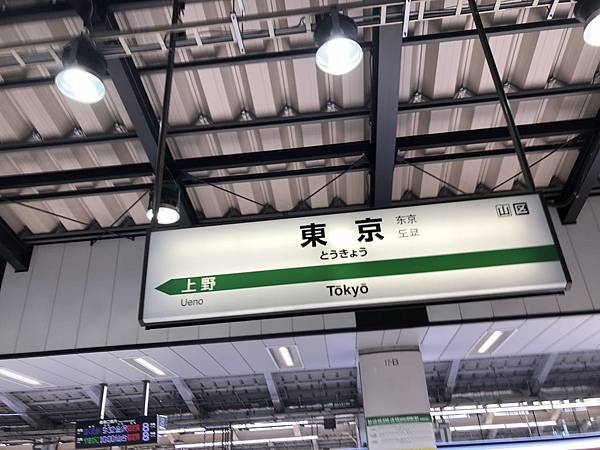 東京
东京
도쿄
山 区
とうきょう
上野
Ueno
Tōkyō